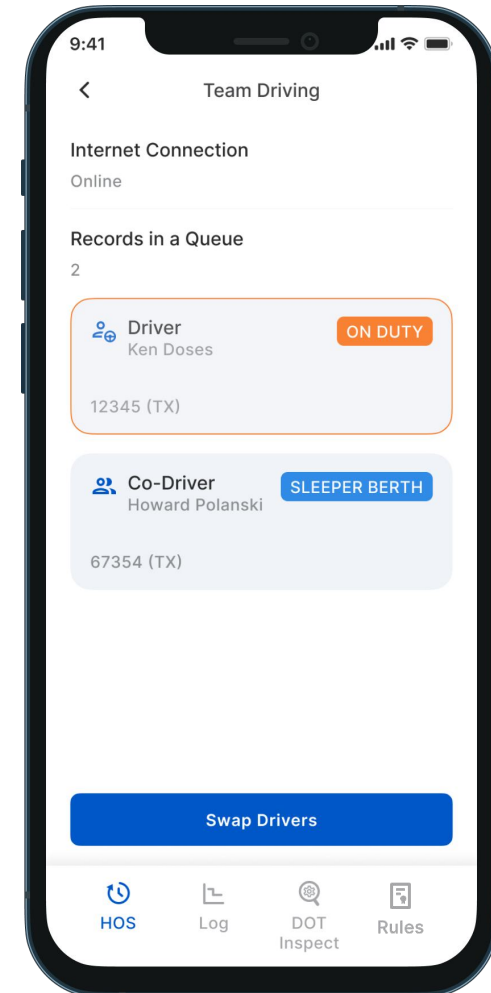 9:41
Team Driving
Internet Connection
Online
Records in a Queue
2
Driver
ON DUTY
Ken Doses
12345 (TX)
Co-Driver
SLEEPER BERTH
Howard Polanski
67354 (TX)
Swap Drivers
HOS
Log
DOT
Inspect
Rules